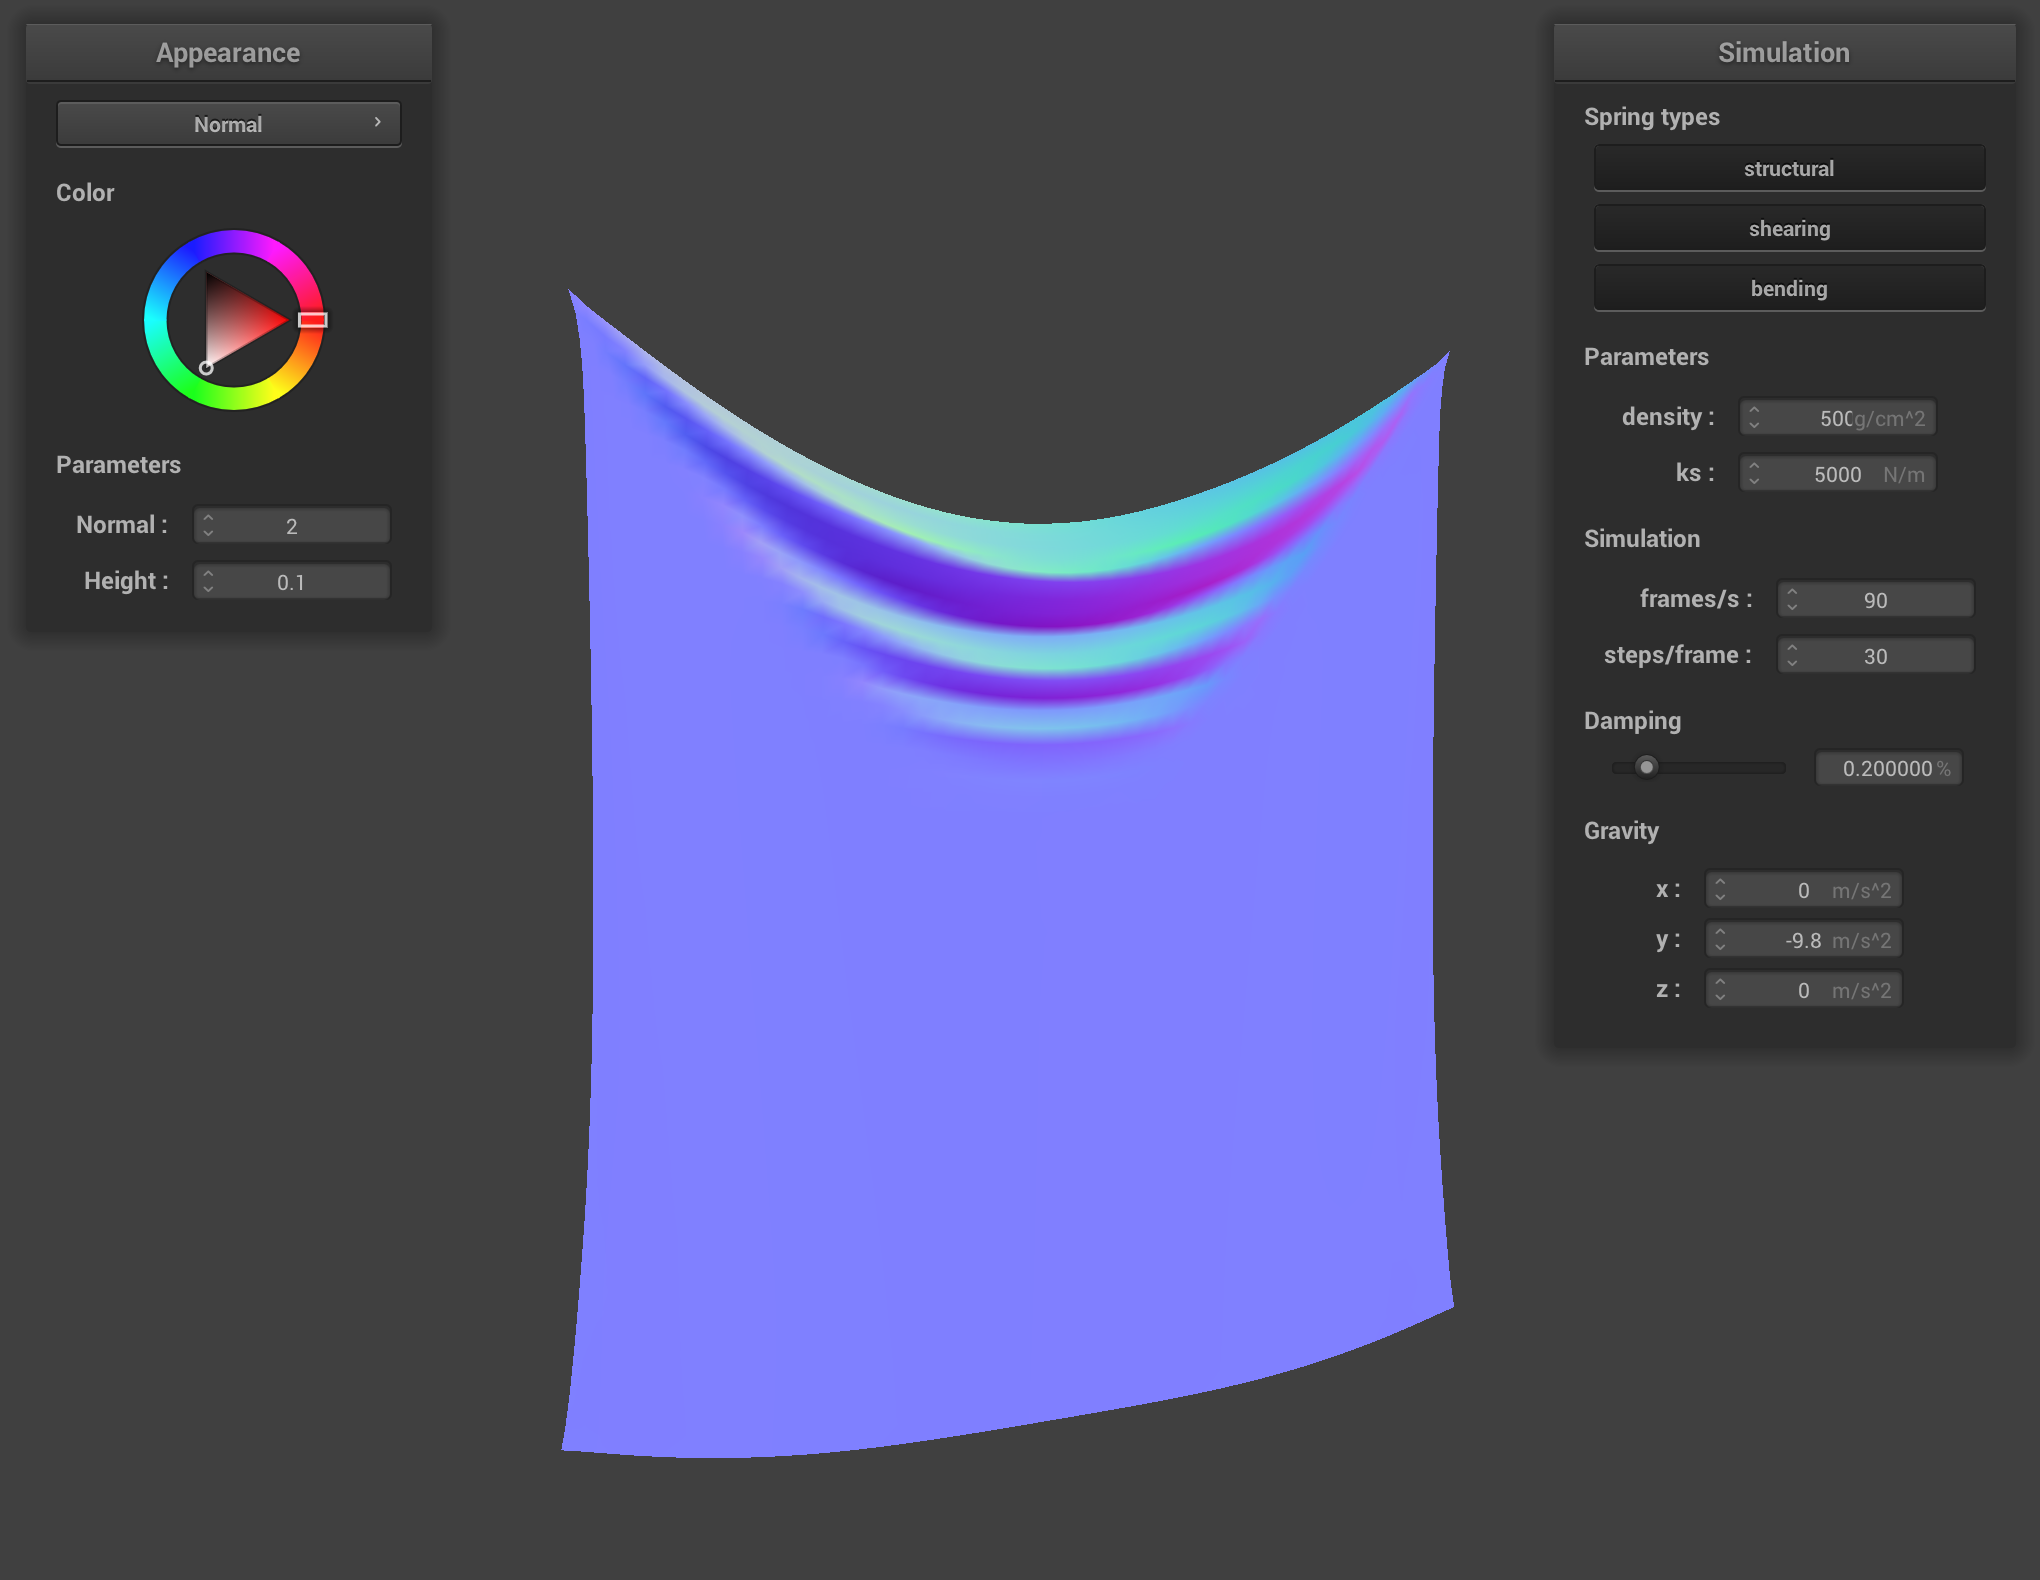 Appearance
Normal
Color
Parameters
Normal : 2
Height : 0.1
Simulation
Spring types
structural
shearing
bending
Parameters
density : 500 g/cm^2
ks : 5000 N/m
Simulation
frames/s : 90
steps/frame : 30
Damping
0.200000 %
Gravity
x : 0 m/s^2
y : -9.8 m/s^2
z : 0 m/s^2